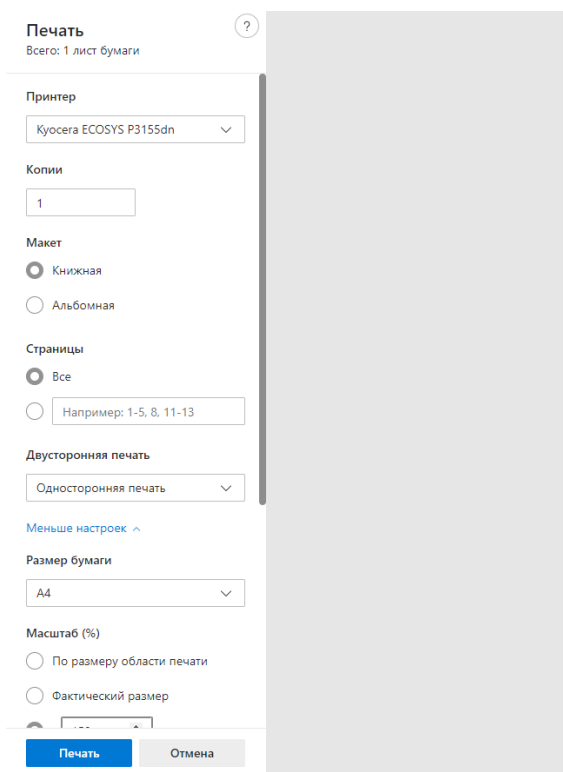 Печать
?
Всего: 1 лист бумаги
Принтер
Kyocera ECOSYS P3155dn
Копии
1
Макет
Книжная
Альбомная
Страницы
Все
Например: 1-5, 8, 11-13
Двусторонняя печать
Односторонняя печать
Меньше настроек
Размер бумаги
A4
Масштаб (%)
По размеру области печати
Фактический размер
Печать
Отмена